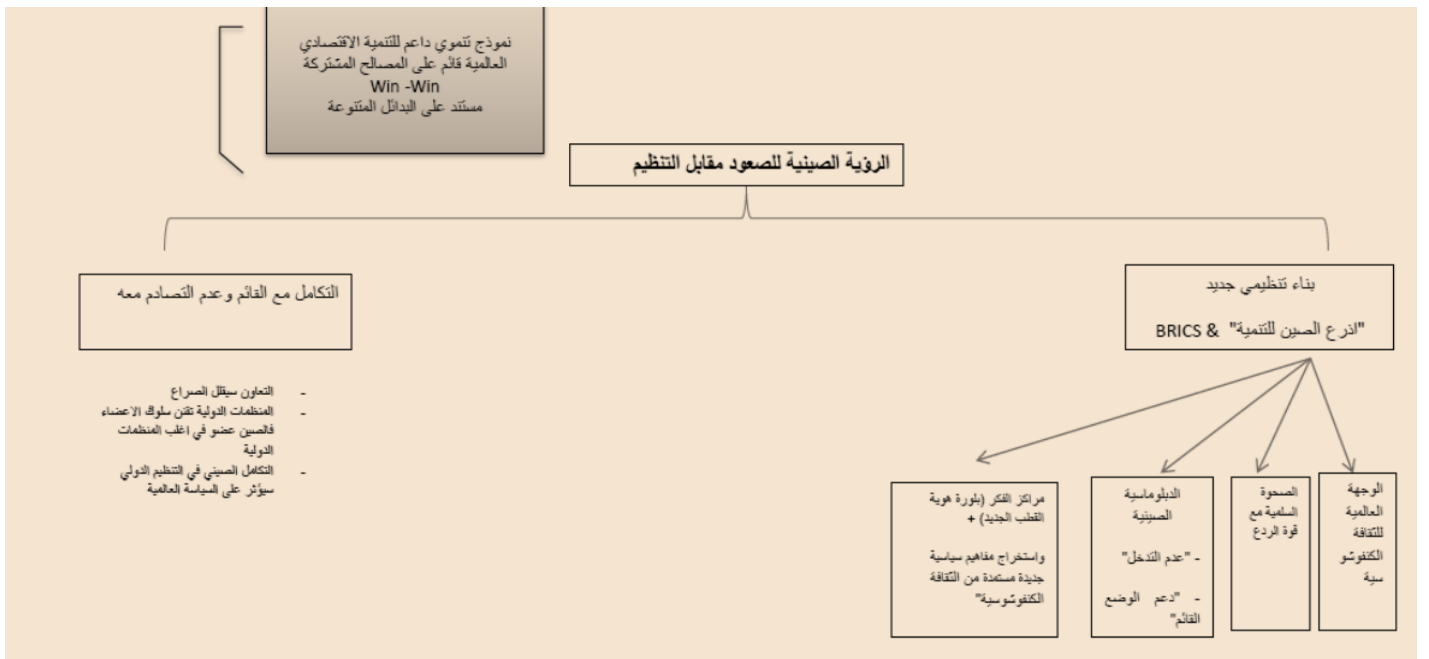 نموذج تنموي داعم للتنمية الاقتصادي
العالمية قائم على المصالح المشتركة
Win -Win
مستند على البدائل المتنوعة
الرؤية الصينية للصعود مقابل التنظيم
بناء تنظيمي جديد
"اذرع الصين للتنمية" & BRICS
التكامل مع القائم وعدم التصادم معه
الوجهة
العالمية
للثقافة
الكنفوشو
سية
الصحوة
السلمية مع
قوة الردع
الدبلوماسية
الصينية
- "عدم التدخل"
- "دعم الوضع
القائم"
مراكز الفكر (بلورة هوية
القطب الجديد) +
واستخراج مفاهيم سياسية
جديدة مستمدة من الثقافة
الكنفوشوسية"
- التعاون سيقلل الصراع
- المنظمات الدولية تقنن سلوك الاعضاء
فالصين عضو في اغلب المنظمات
الدولية
- التكامل الصيني في التنظيم الدولي
سيؤثر على السياسة العالمية